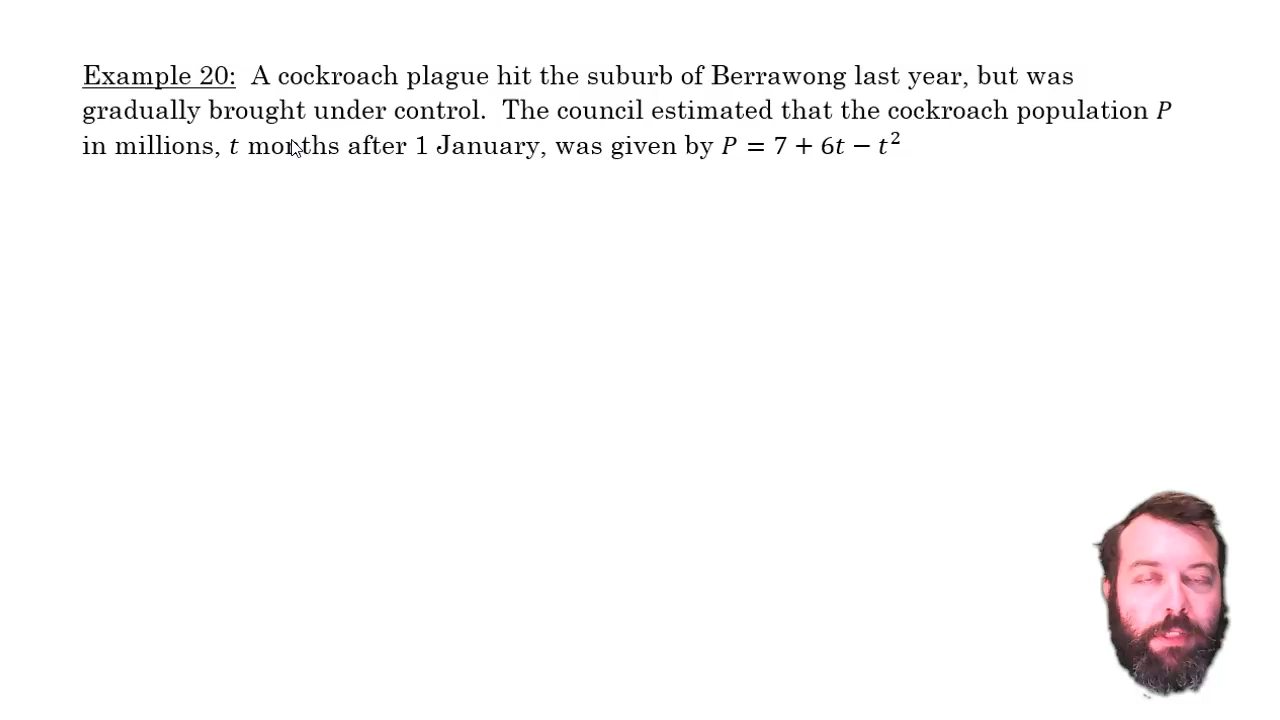 Example 20: A cockroach plague hit the suburb of Berrawong last year, but was
gradually brought under control. The council estimated that the cockroach population P
in millions, t months after 1 January, was given by P = 7 + 6t − t²